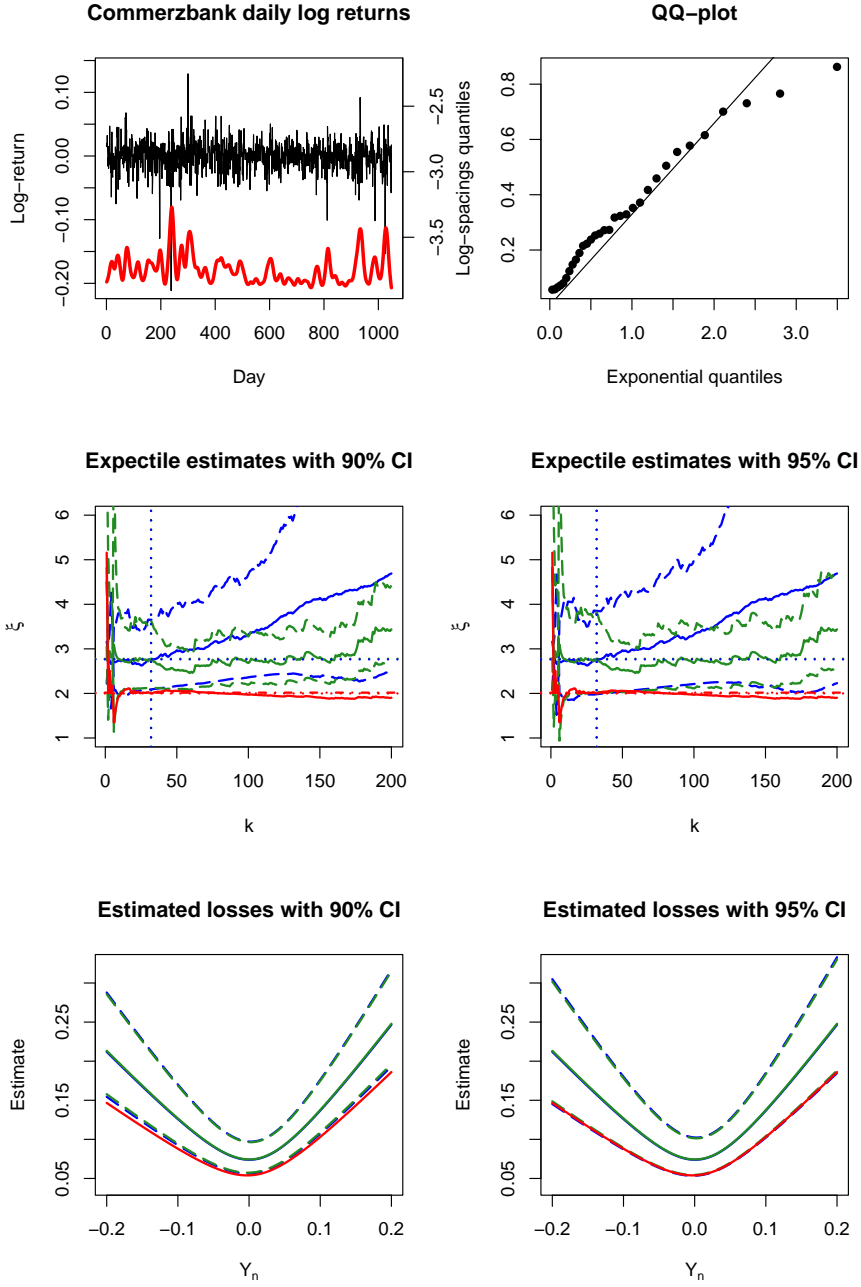 Commerzbank daily log returns
QQ−plot
Log−return
0.10
0.00
−0.10
−0.20
−2.5
−3.0
−3.5
0 200 400 600 800 1000
Day
Log−spacings quantiles
0.8
0.6
0.4
0.2
0.0 1.0 2.0 3.0
Exponential quantiles
Expectile estimates with 90% CI
Expectile estimates with 95% CI
ξ
6
5
4
3
2
1
0 50 100 150 200
k
ξ
6
5
4
3
2
1
0 50 100 150 200
k
Estimated losses with 90% CI
Estimated losses with 95% CI
Estimate
0.25
0.15
0.05
−0.2 −0.1 0.0 0.1 0.2
Yn
Estimate
0.25
0.15
0.05
−0.2 −0.1 0.0 0.1 0.2
Yn